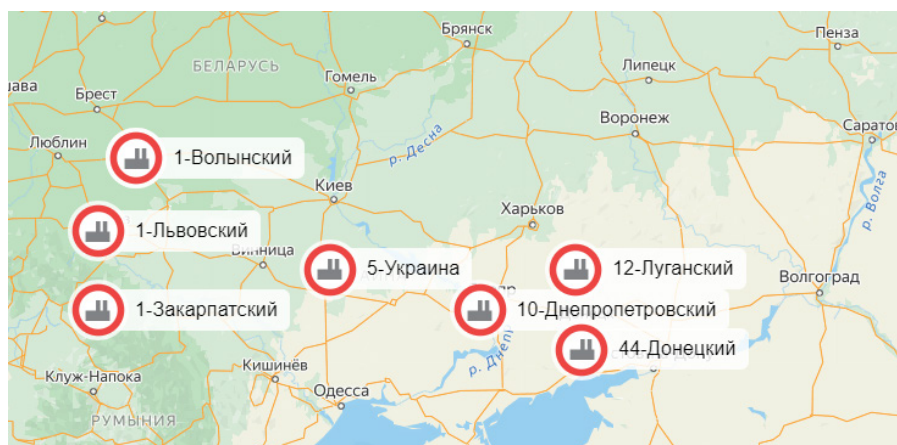 Брянск
Пенза
БЕЛАРУСЬ
Липецк
Гомель
Брест
Воронеж
Саратов
Люблин
р. Десна
1-Волынский
Киев
р. Волга
Харьков
1-Львовский
Винница
5-Украина
12-Луганский
Волгоград
1-Закарпатский
10-Днепропетровский
44-Донецкий
р. Днепр
Кишинёв
Клуж-Напока
Одесса
РУМЫНИЯ